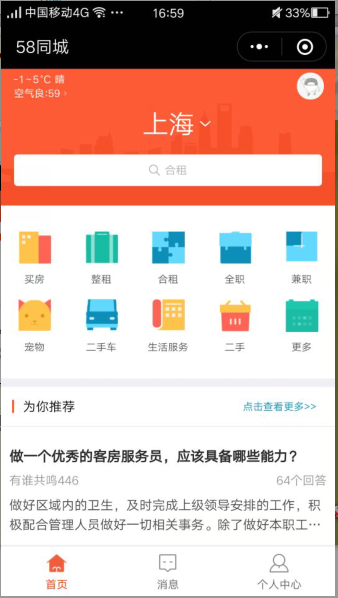 中国移动4G ••• 16:59 33%
58同城
-1~5℃ 晴
空气良:59 ›
上海
合租
买房 整租 合租 全职 兼职
宠物 二手车 生活服务 二手 更多
为你推荐 点击查看更多>>
做一个优秀的客房服务员，应该具备哪些能力？
有谁共鸣446 64个回答
做好区域内的卫生，及时完成上级领导安排的工作，积
极配合管理人员做好一切相关事务。除了做好本职工…
首页 消息 个人中心